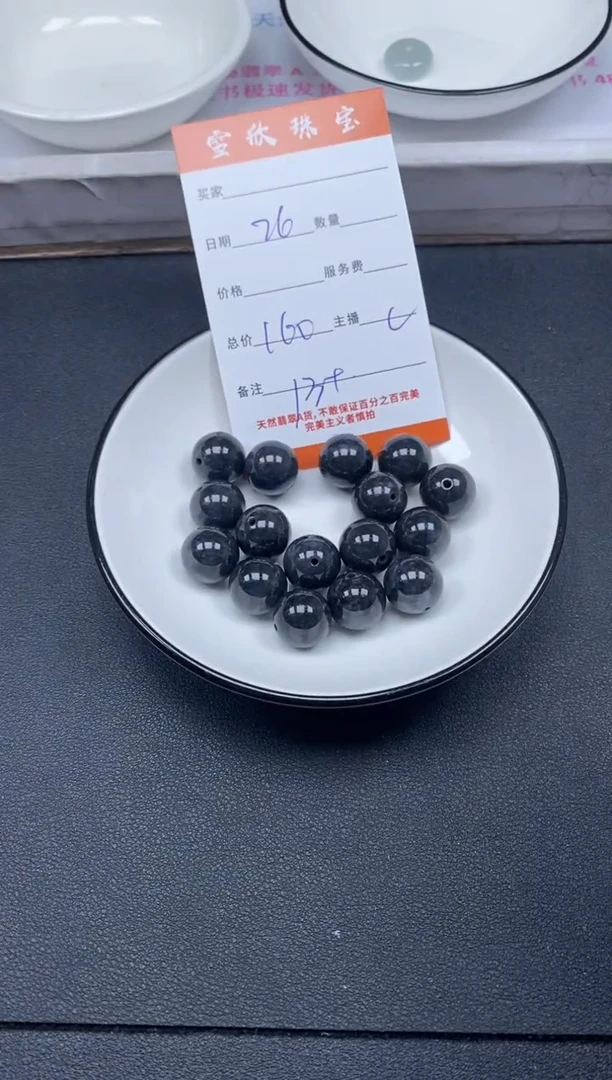 雪欣珠宝
买家
日期 26 数量
价格 服务费
总价 160 主播
备注
天然翡翠A货,不敢保证百分之百完美
完美主义者慎拍